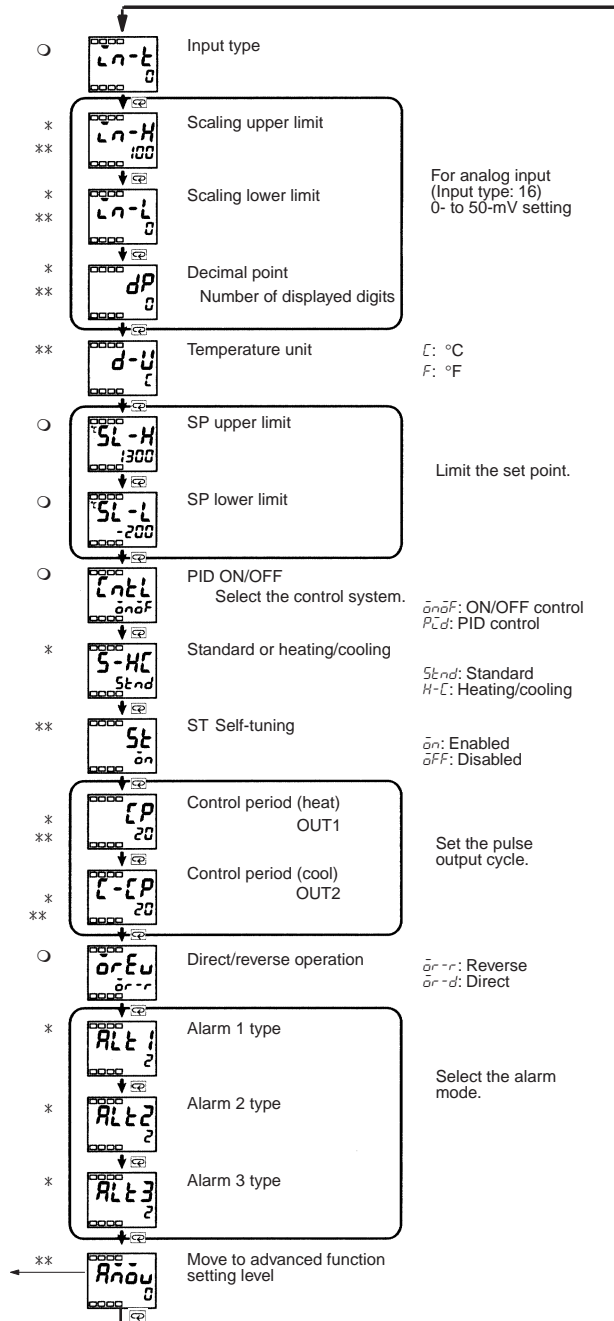 ○
in-t
0
Input type
*
**
in-H
100
Scaling upper limit
*
**
in-L
0
Scaling lower limit
For analog input
(Input type: 16)
0- to 50-mV setting
*
**
dP
0
Decimal point
Number of displayed digits
**
d-U
C
Temperature unit
C: °C
F: °F
○
°C
SL-H
1300
SP upper limit
Limit the set point.
○
°C
SL-L
-200
SP lower limit
○
CntL
onoF
PID ON/OFF
Select the control system.
onoF: ON/OFF control
Pid: PID control
*
S-HC
Stnd
Standard or heating/cooling
Stnd: Standard
H-C: Heating/cooling
**
St
on
ST Self-tuning
on: Enabled
oFF: Disabled
*
**
CP
20
Control period (heat)
OUT1
Set the pulse
output cycle.
*
**
C-CP
20
Control period (cool)
OUT2
○
orEv
or-r
Direct/reverse operation
or-r: Reverse
or-d: Direct
*
ALt1
2
Alarm 1 type
Select the alarm
mode.
*
ALt2
2
Alarm 2 type
*
ALt3
2
Alarm 3 type
**
Amov
0
Move to advanced function
setting level